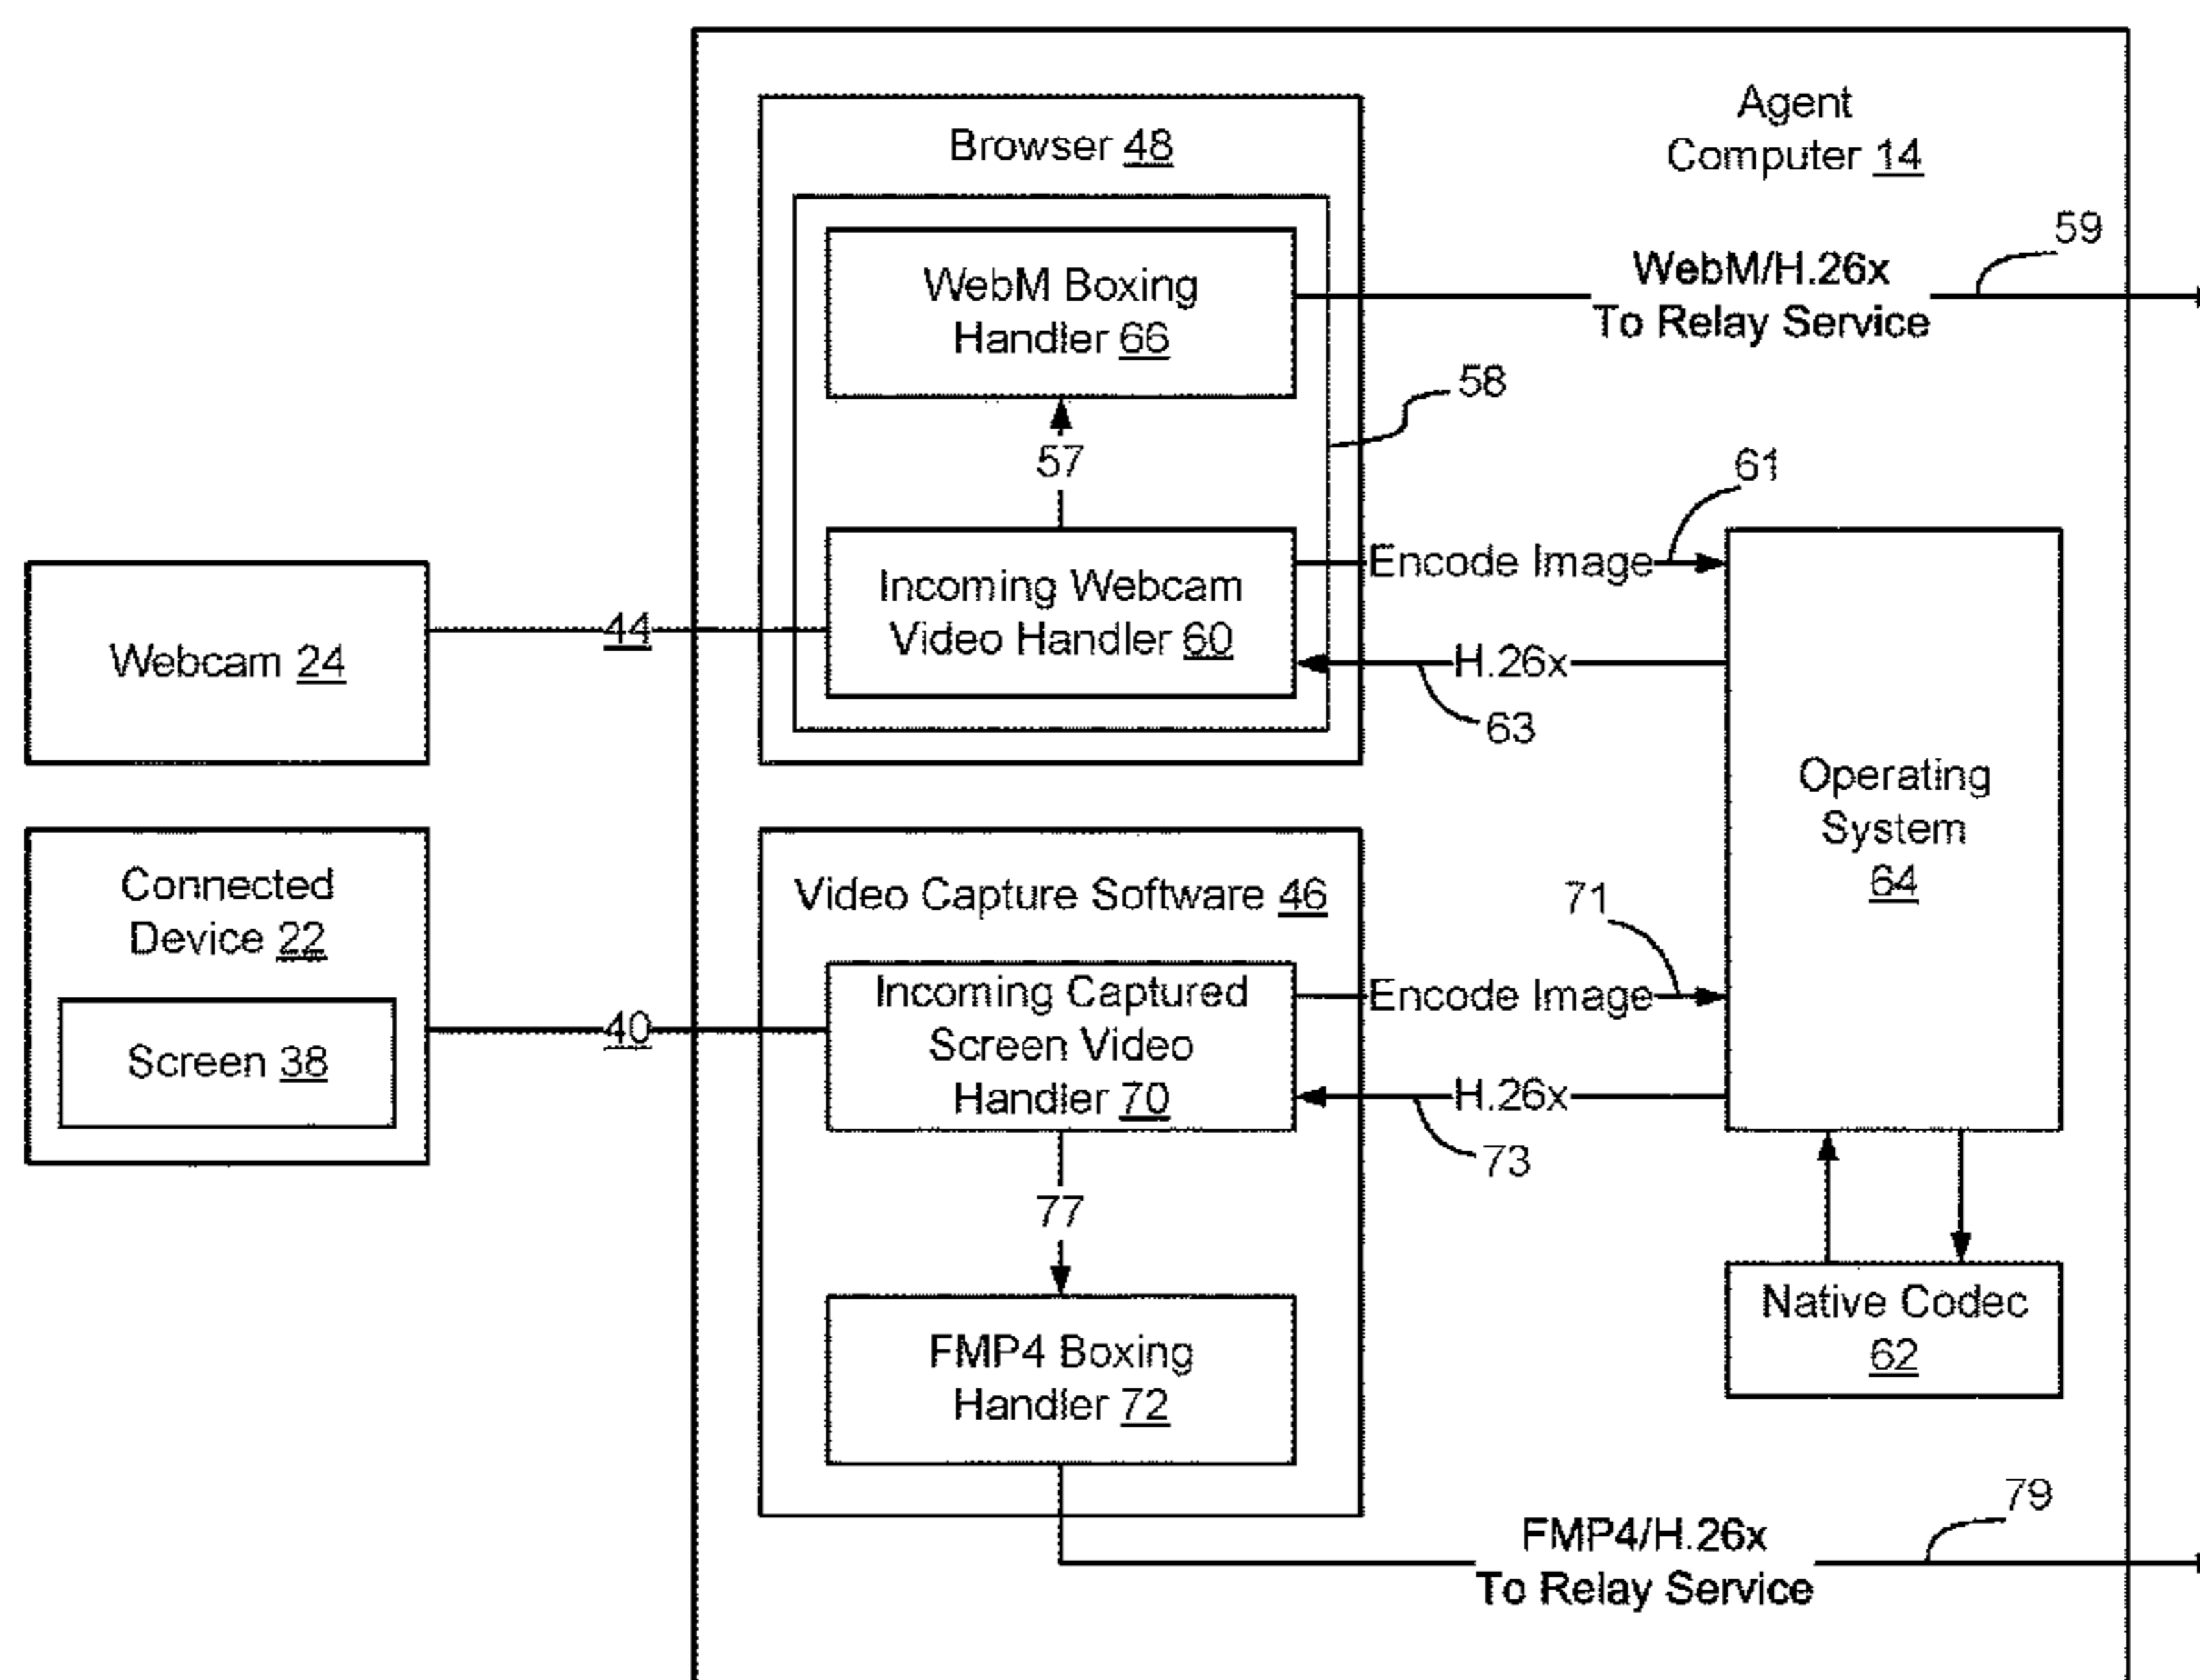 Agent
Computer 14
Browser 48
59
WebM Boxing
Handler 66
WebM/H.26x
To Relay Service
58
57
61
Encode Image
Incoming Webcam
Video Handler 60
44
Webcam 24
H.26x
63
Operating
System
64
Connected
Device 22
Video Capture Software 46
71
Incoming Captured
Screen Video
Handler 70
Encode Image
40
Screen 38
H.26x
73
77
Native Codec
62
FMP4 Boxing
Handler 72
79
FMP4/H.26x
To Relay Service